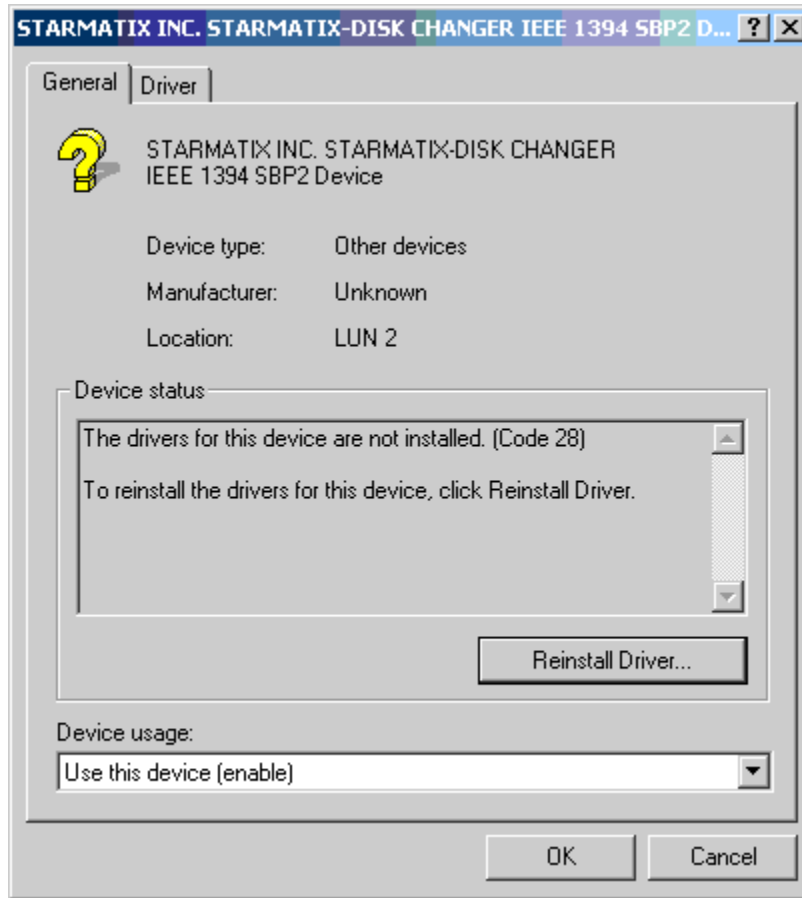 STARMATIX INC. STARMATIX-DISK CHANGER IEEE 1394 SBP2 D... ? X
General Driver
STARMATIX INC. STARMATIX-DISK CHANGER
IEEE 1394 SBP2 Device
Device type: Other devices
Manufacturer: Unknown
Location: LUN 2
Device status
The drivers for this device are not installed. (Code 28)
To reinstall the drivers for this device, click Reinstall Driver.
Reinstall Driver...
Device usage:
Use this device (enable)
OK Cancel